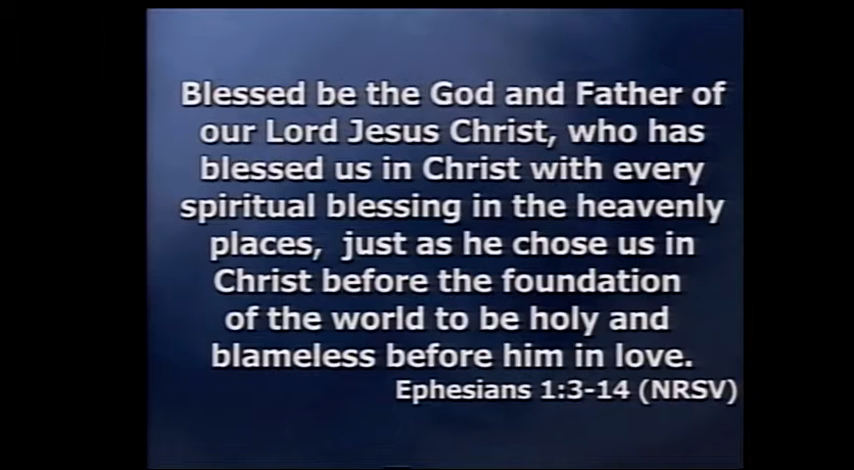 Blessed be the God and Father of
our Lord Jesus Christ, who has
blessed us in Christ with every
spiritual blessing in the heavenly
places,  just as he chose us in
Christ before the foundation
of the world to be holy and
blameless before him in love.
Ephesians 1:3-14 (NRSV)